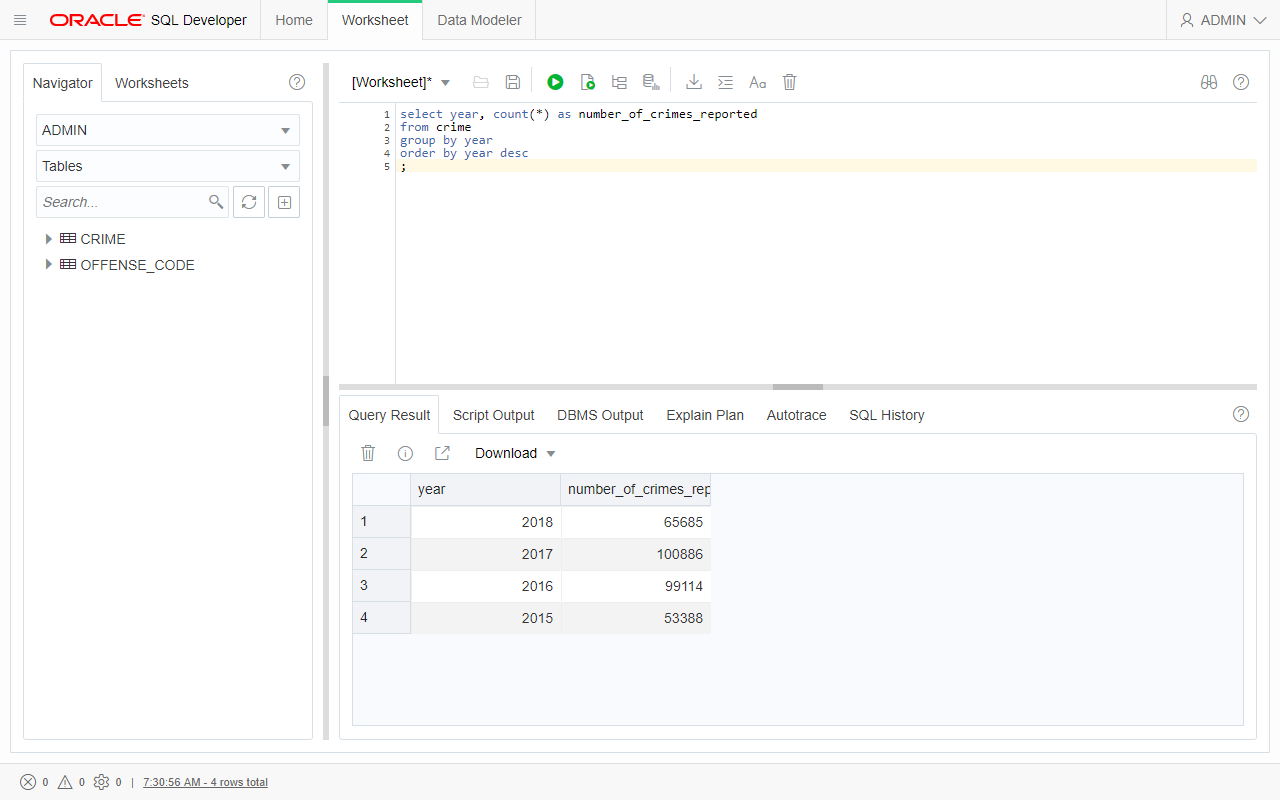 ORACLE SQL Developer Home Worksheet Data Modeler ADMIN
Navigator Worksheets
ADMIN
Tables
Search...
CRIME
OFFENSE_CODE
[Worksheet]* Aa
1 select year, count(*) as number_of_crimes_reported
2 from crime
3 group by year
4 order by year desc
5 ;
Query Result Script Output DBMS Output Explain Plan Autotrace SQL History
Download
year number_of_crimes_rep
1 2018 65685
2 2017 100886
3 2016 99114
4 2015 53388
0 0 0 | 7:30:56 AM - 4 rows total